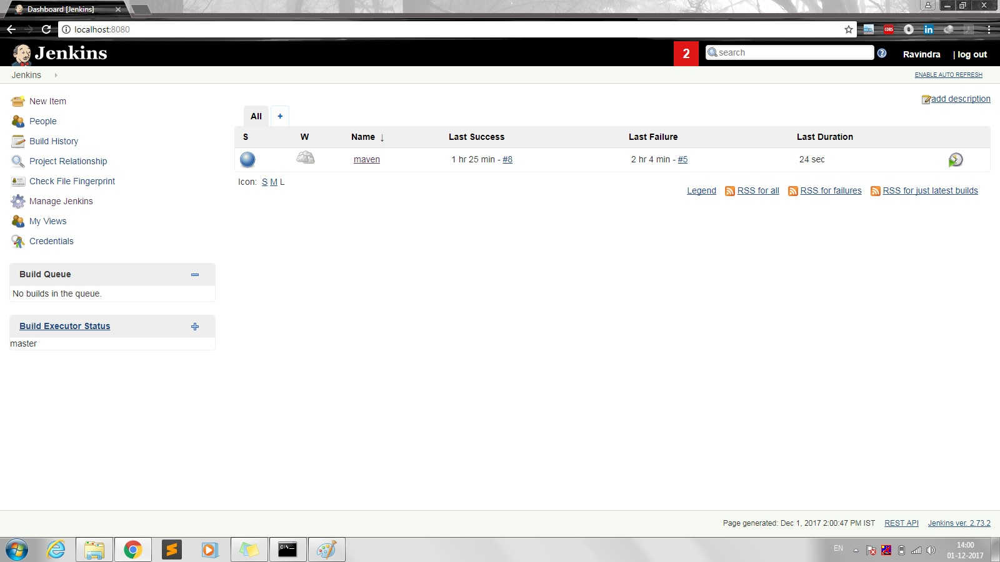 Dashboard [Jenkins]
localhost:8080
CORS
in
Jenkins
2
search
Ravindra
| log out
Jenkins
ENABLE AUTO REFRESH
New Item
People
Build History
Project Relationship
Check File Fingerprint
Manage Jenkins
My Views
Credentials
Build Queue
No builds in the queue.
Build Executor Status
master
add description
All +
S W Name ↓ Last Success Last Failure Last Duration
maven 1 hr 25 min - #8 2 hr 4 min - #5 24 sec
Icon: S M L
Legend RSS for all RSS for failures RSS for just latest builds
Page generated: Dec 1, 2017 2:00:47 PM IST REST API Jenkins ver. 2.73.2
C:\
EN
14:00
01-12-2017